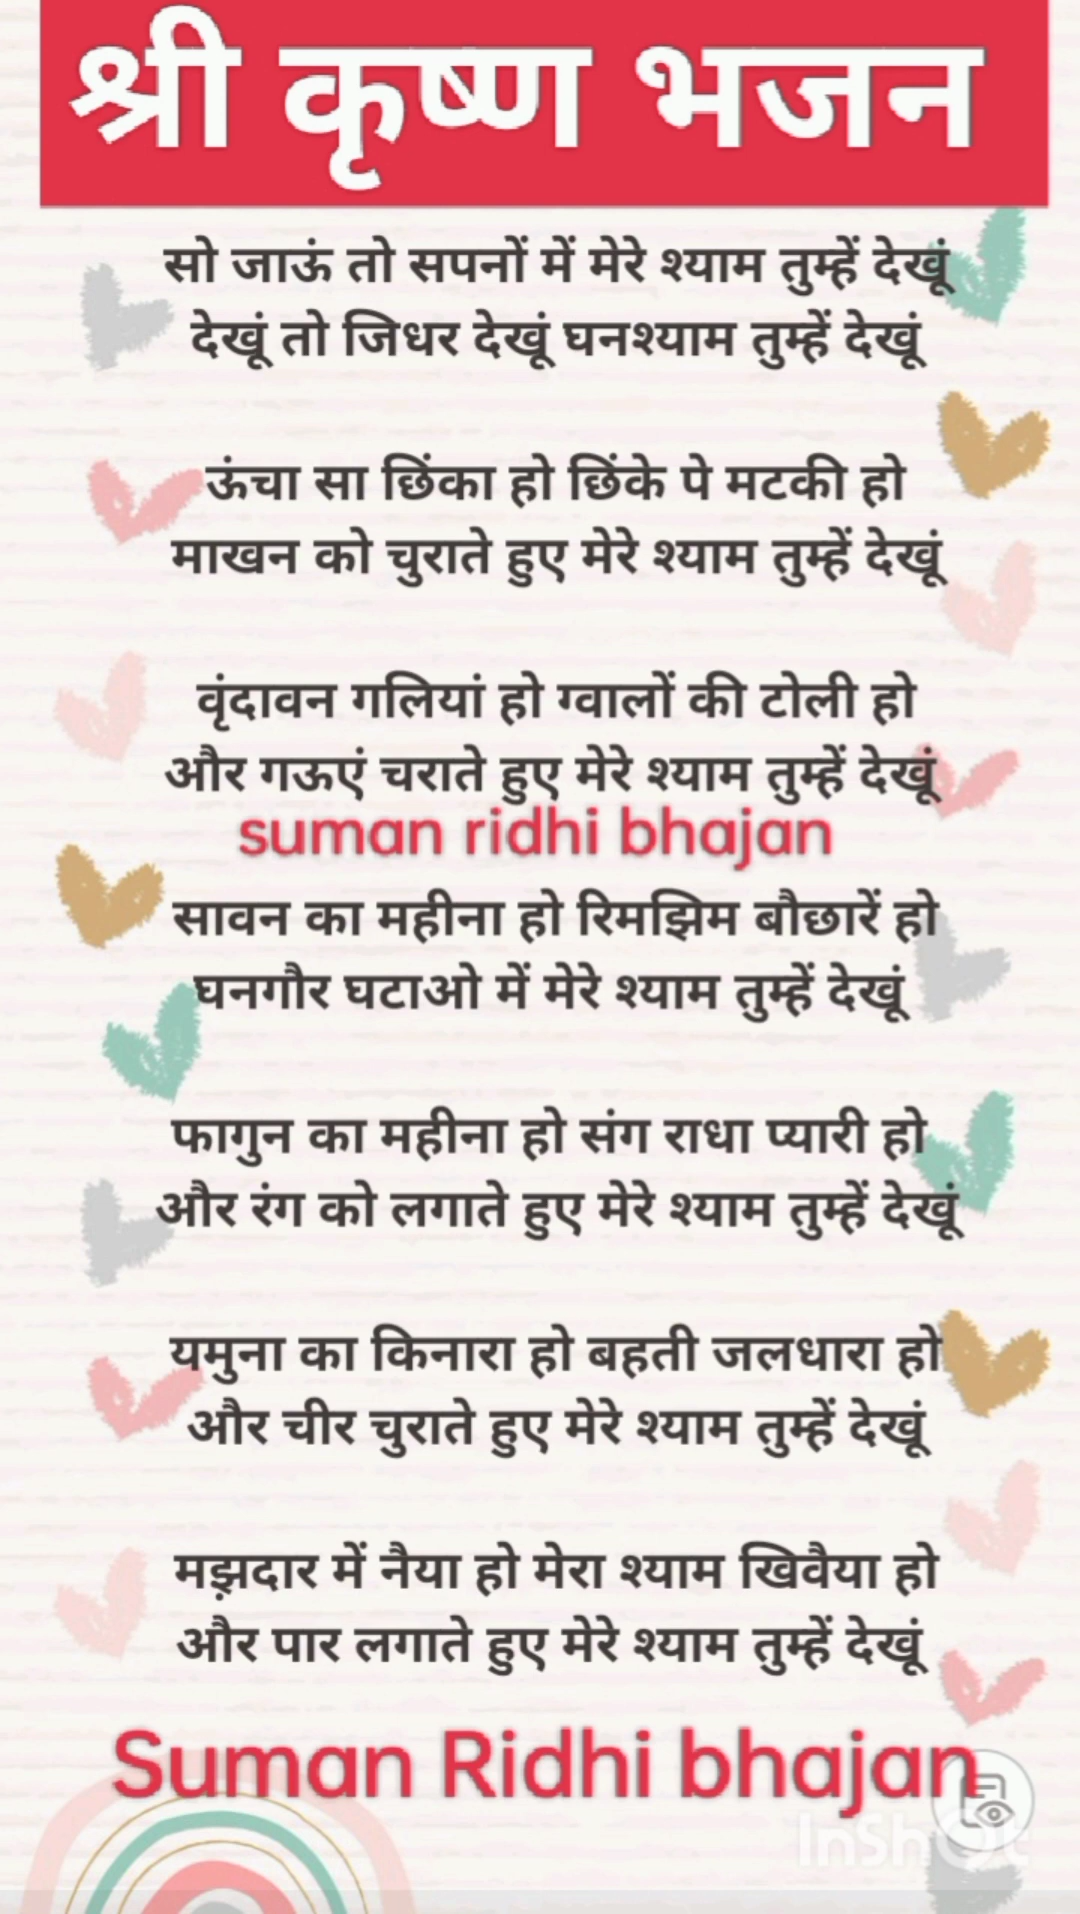 श्री कृष्ण भजन
सो जाऊं तो सपनों में मेरे श्याम तुम्हें देखूं
देखूं तो जिधर देखूं घनश्याम तुम्हें देखूं
ऊंचा सा छिंका हो छिंके पे मटकी हो
माखन को चुराते हुए मेरे श्याम तुम्हें देखूं
वृंदावन गलियां हो ग्वालों की टोली हो
और गऊएं चराते हुए मेरे श्याम तुम्हें देखूं
suman ridhi bhajan
सावन का महीना हो रिमझिम बौछारें हो
घनगौर घटाओ में मेरे श्याम तुम्हें देखूं
फागुन का महीना हो संग राधा प्यारी हो
और रंग को लगाते हुए मेरे श्याम तुम्हें देखूं
यमुना का किनारा हो बहती जलधारा हो
और चीर चुराते हुए मेरे श्याम तुम्हें देखूं
मझ़दार में नैया हो मेरा श्याम खिवैया हो
और पार लगाते हुए मेरे श्याम तुम्हें देखूं
Suman Ridhi bhajan
InShOt